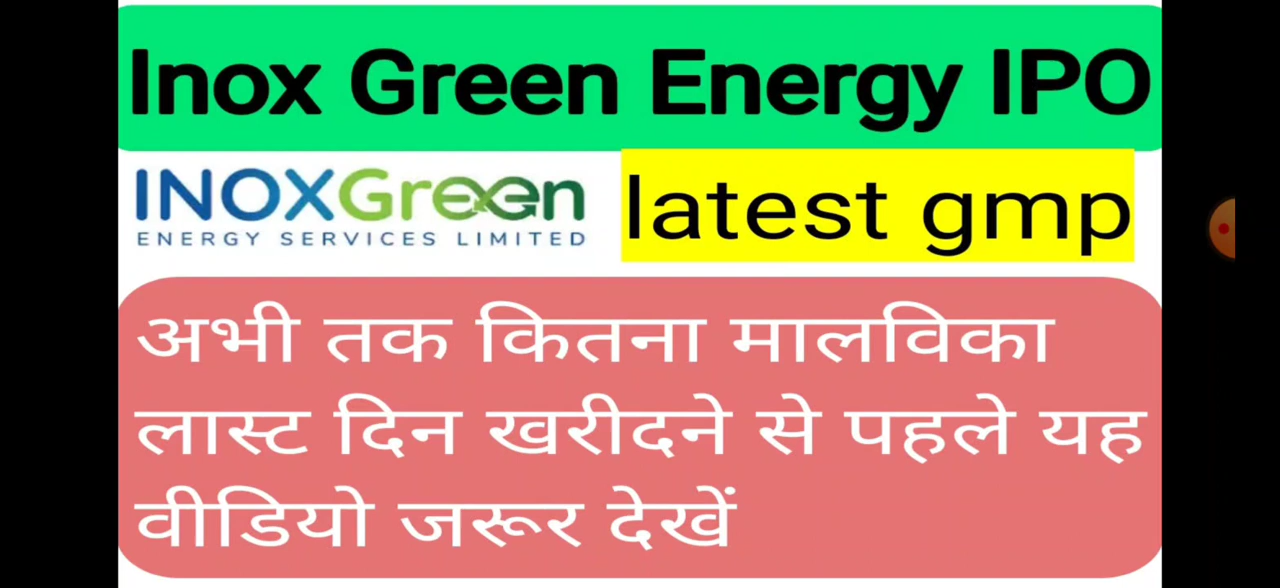 Inox Green Energy IPO
INOXGreen
ENERGY SERVICES LIMITED
latest gmp
अभी तक कितना मालविका
लास्ट दिन खरीदने से पहले यह
वीडियो जरूर देखें